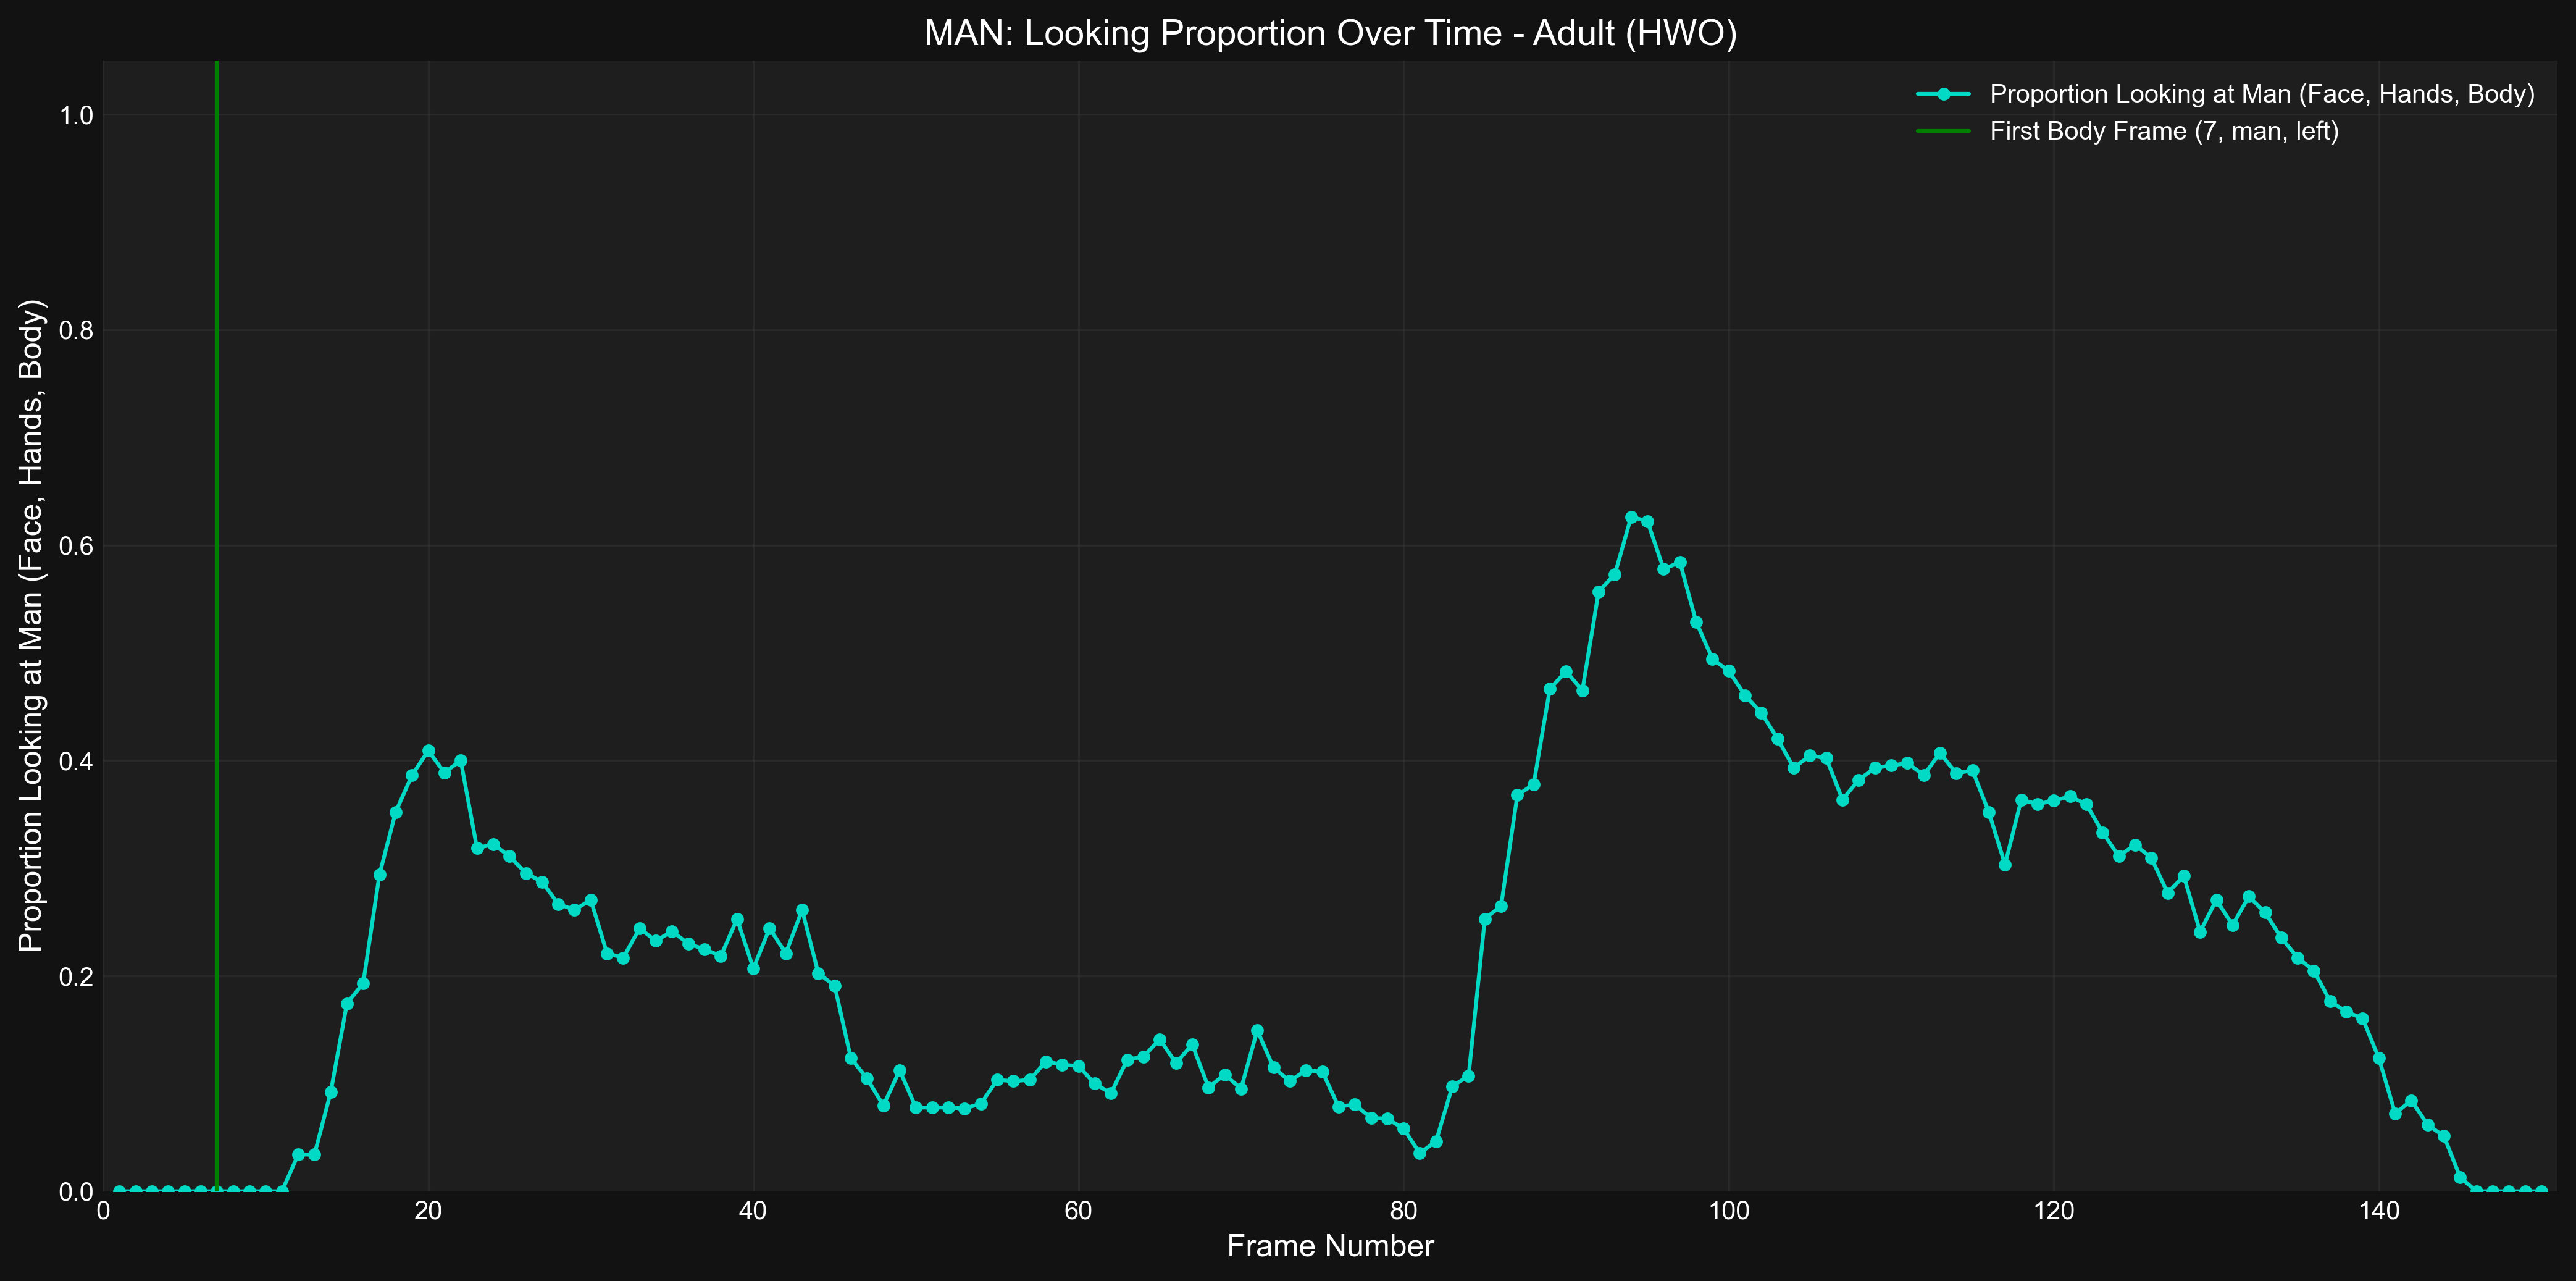 MAN: Looking Proportion Over Time - Adult (HWO)
Proportion Looking at Man (Face, Hands, Body)
First Body Frame (7, man, left)
Proportion Looking at Man (Face, Hands, Body)
1.0
0.8
0.6
0.4
0.2
0.0
0 20 40 60 80 100 120 140
Frame Number